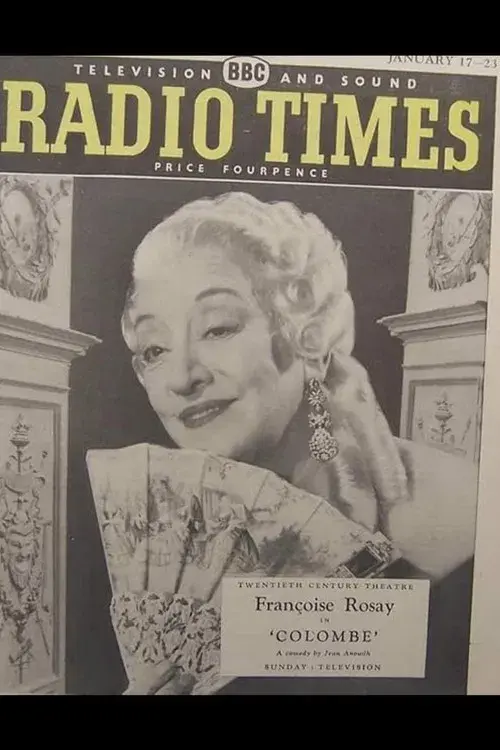 JANUARY 17—23
TELEVISION BBC AND SOUND
RADIO TIMES
PRICE FOURPENCE
TWENTIETH CENTURY THEATRE
Françoise Rosay
IN
'COLOMBE'
A comedy by Jean Anouilh
SUNDAY : TELEVISION